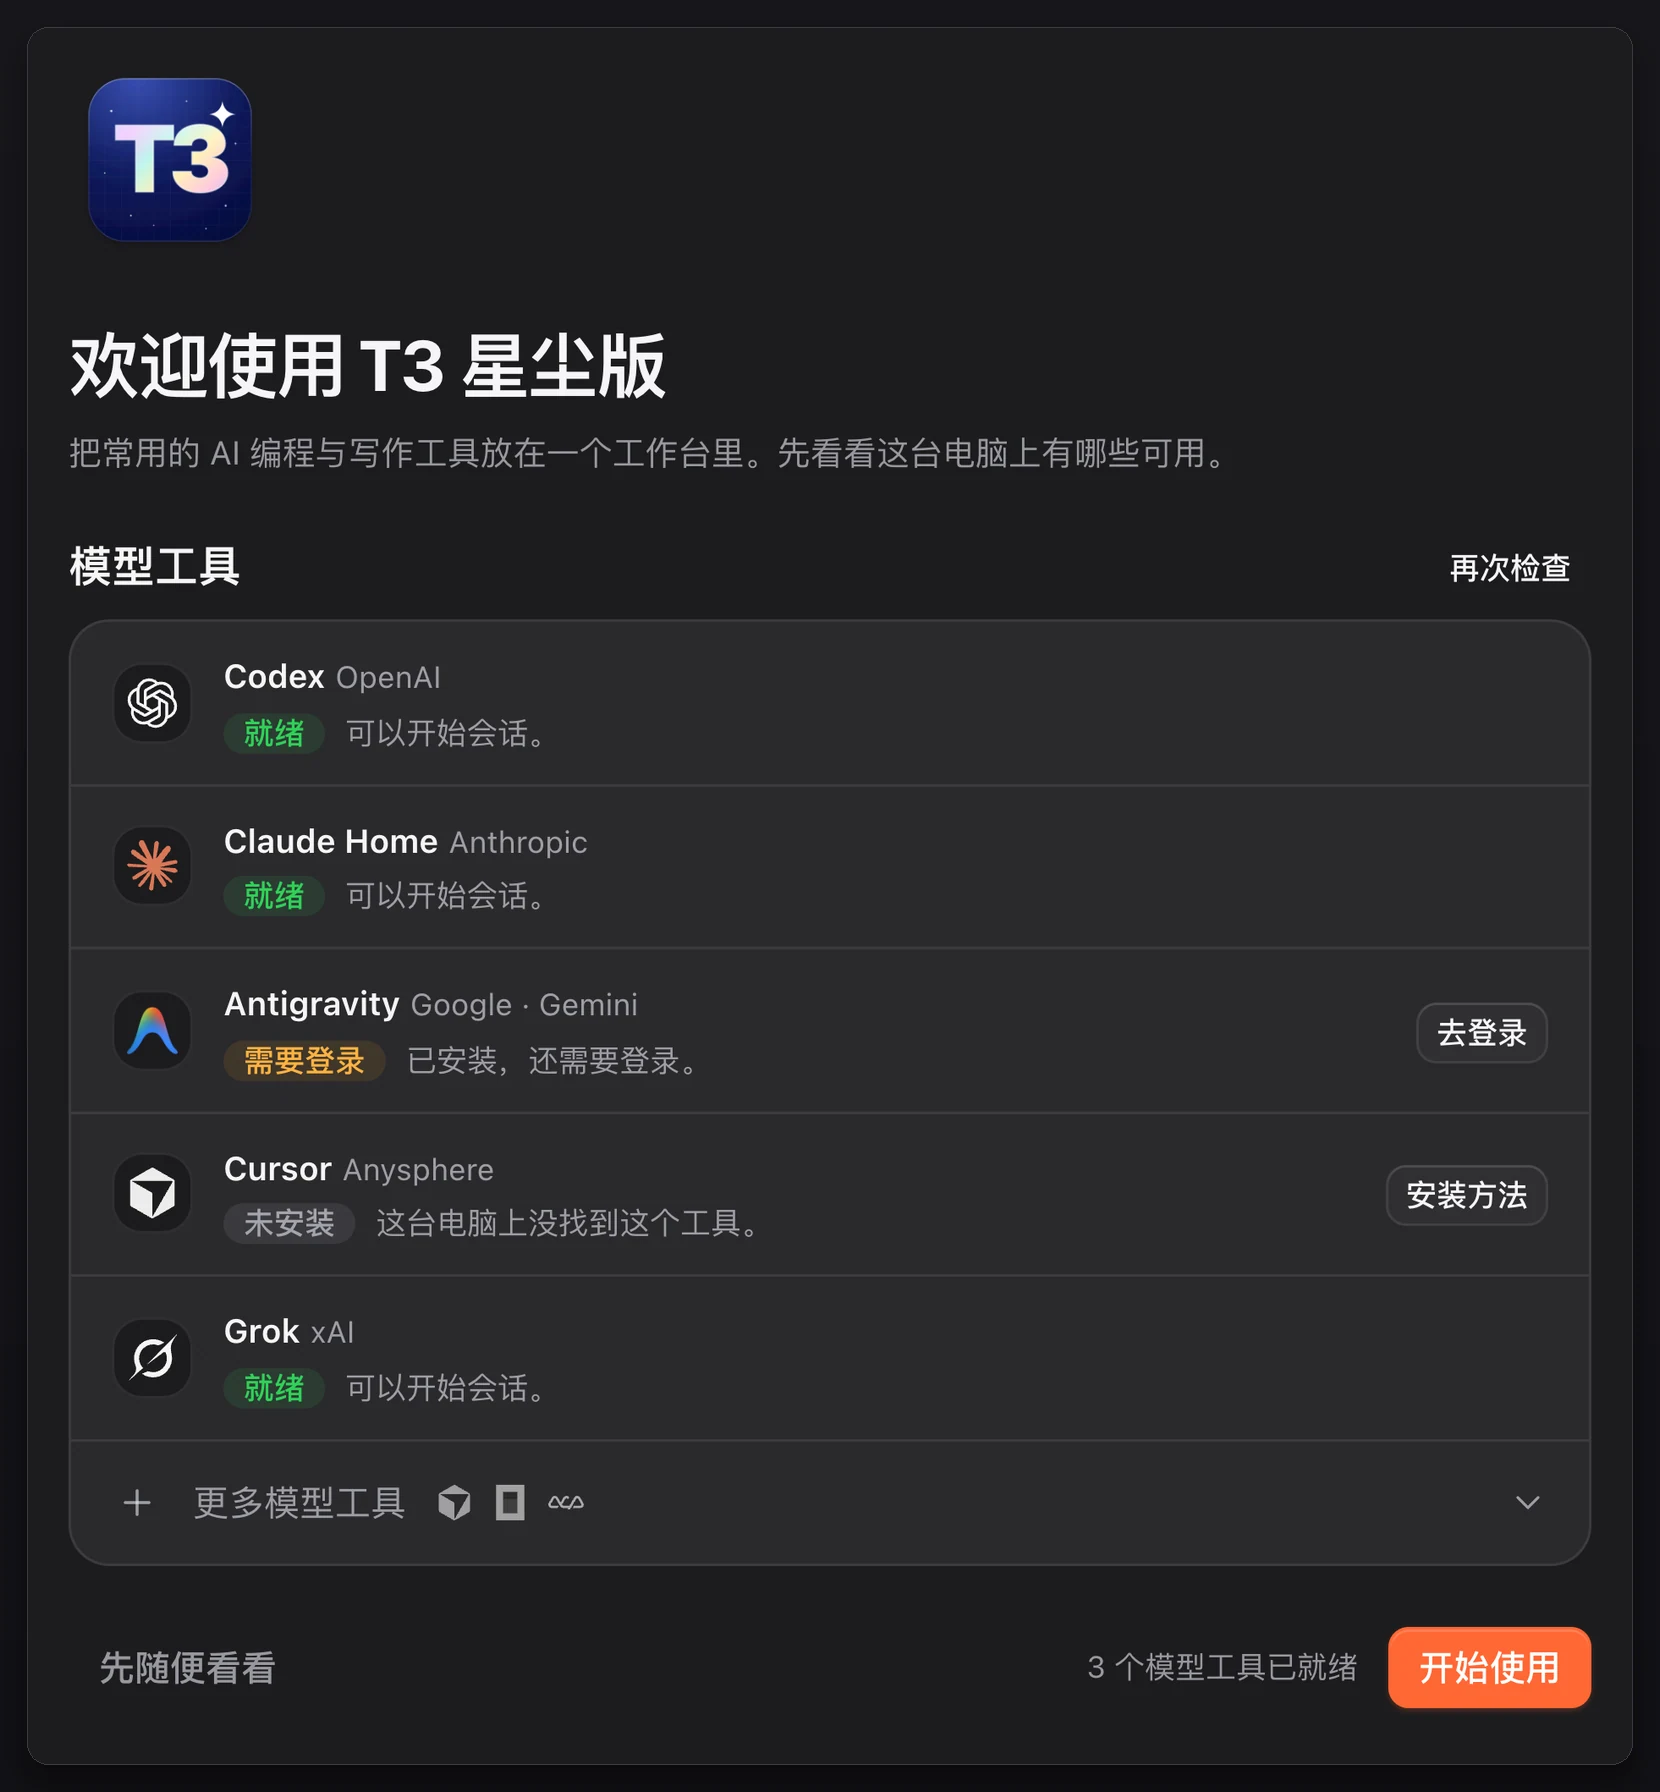 T3
欢迎使用 T3 星尘版
把常用的 AI 编程与写作工具放在一个工作台里。先看看这台电脑上有哪些可用。
模型工具
再次检查
Codex OpenAI
就绪 可以开始会话。
Claude Home Anthropic
就绪 可以开始会话。
Antigravity Google · Gemini
需要登录 已安装，还需要登录。
去登录
Cursor Anysphere
未安装 这台电脑上没找到这个工具。
安装方法
Grok xAI
就绪 可以开始会话。
更多模型工具
先随便看看
3 个模型工具已就绪
开始使用